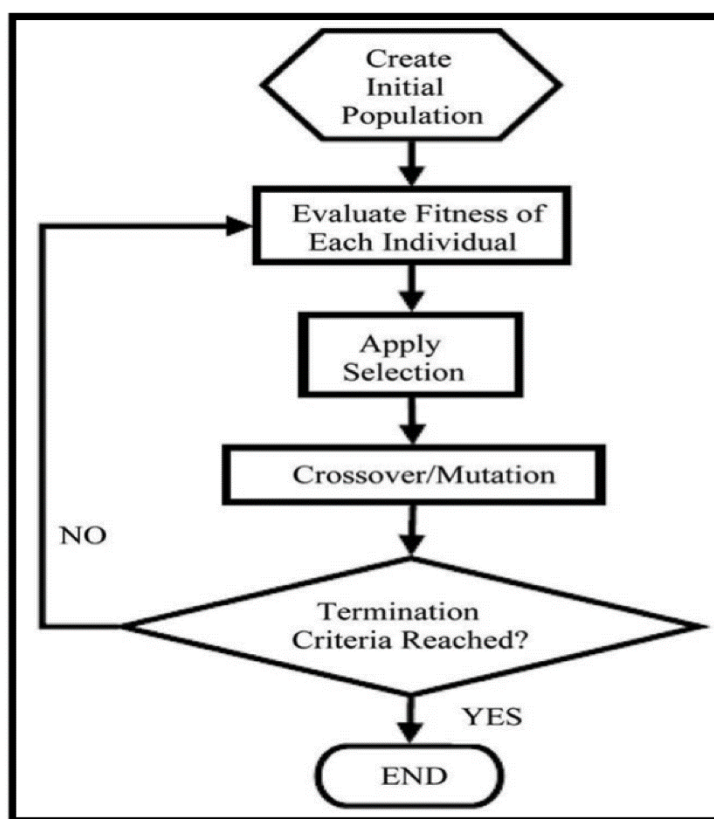 Create
Initial
Population
Evaluate Fitness of
Each Individual
Apply
Selection
Crossover/Mutation
NO
Termination
Criteria Reached?
YES
END